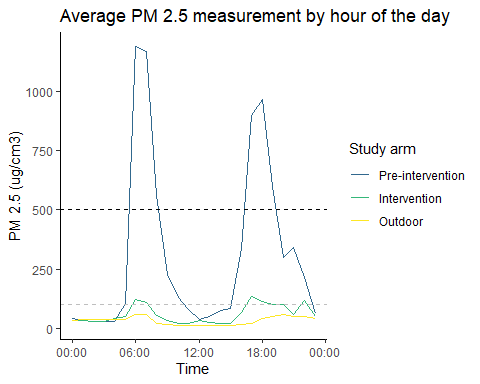 Average PM 2.5 measurement by hour of the day
PM 2.5 (ug/cm3)
1000
750
500
250
0
00:00 06:00 12:00 18:00 00:00
Time
Study arm
Pre-intervention
Intervention
Outdoor